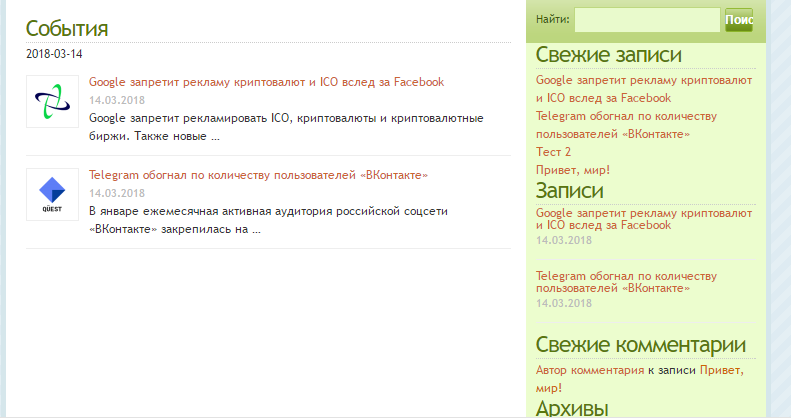 События
2018-03-14
Google запретит рекламу криптовалют и ICO вслед за Facebook
14.03.2018
Google запретит рекламировать ICO, криптовалюты и криптовалютные
биржи. Также новые ...
QÜEST
Telegram обогнал по количеству пользователей «ВКонтакте»
14.03.2018
В январе ежемесячная активная аудитория российской соцсети
«ВКонтакте» закрепилась на ...
Найти:
Поис
Свежие записи
Google запретит рекламу криптовалют
и ICO вслед за Facebook
Telegram обогнал по количеству
пользователей «ВКонтакте»
Тест 2
Привет, мир!
Записи
Google запретит рекламу криптовалют
и ICO вслед за Facebook
14.03.2018
Telegram обогнал по количеству
пользователей «ВКонтакте»
14.03.2018
Свежие комментарии
Автор комментария к записи Привет,
мир!
Архивы